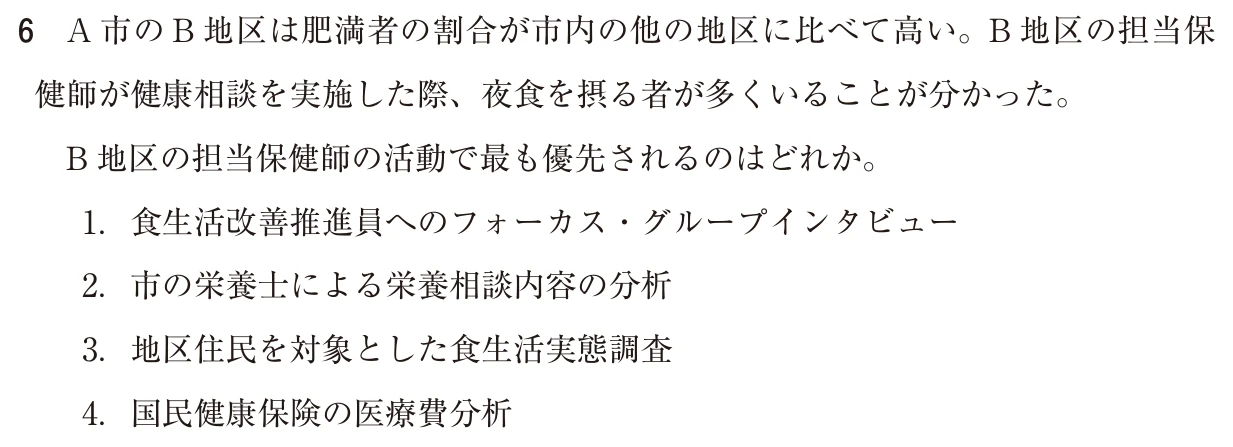 6　A 市の B 地区は肥満者の割合が市内の他の地区に比べて高い。B 地区の担当保
健師が健康相談を実施した際、夜食を摂る者が多くいることが分かった。
B 地区の担当保健師の活動で最も優先されるのはどれか。
1. 食生活改善推進員へのフォーカス・グループインタビュー
2. 市の栄養士による栄養相談内容の分析
3. 地区住民を対象とした食生活実態調査
4. 国民健康保険の医療費分析